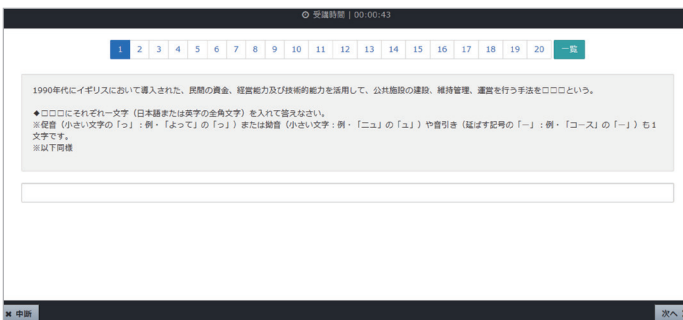 受講時間 | 00:00:43
1 2 3 4 5 6 7 8 9 10 11 12 13 14 15 16 17 18 19 20 一覧
1990年代にイギリスにおいて導入された、民間の資金、経営能力及び技術的能力を活用して、公共施設の建設、維持管理、運営を行う手法を□□□という。
◆□□□にそれぞれ一文字（日本語または英字の全角文字）を入れて答えなさい。
※促音（小さい文字の「っ」：例・「よって」の「っ」）または拗音（小さい文字：例・「ニュ」の「ュ」）や音引き（延ばす記号の「ー」：例・「コース」の「ー」）も1
文字です。
※以下同様
✖ 中断 次へ